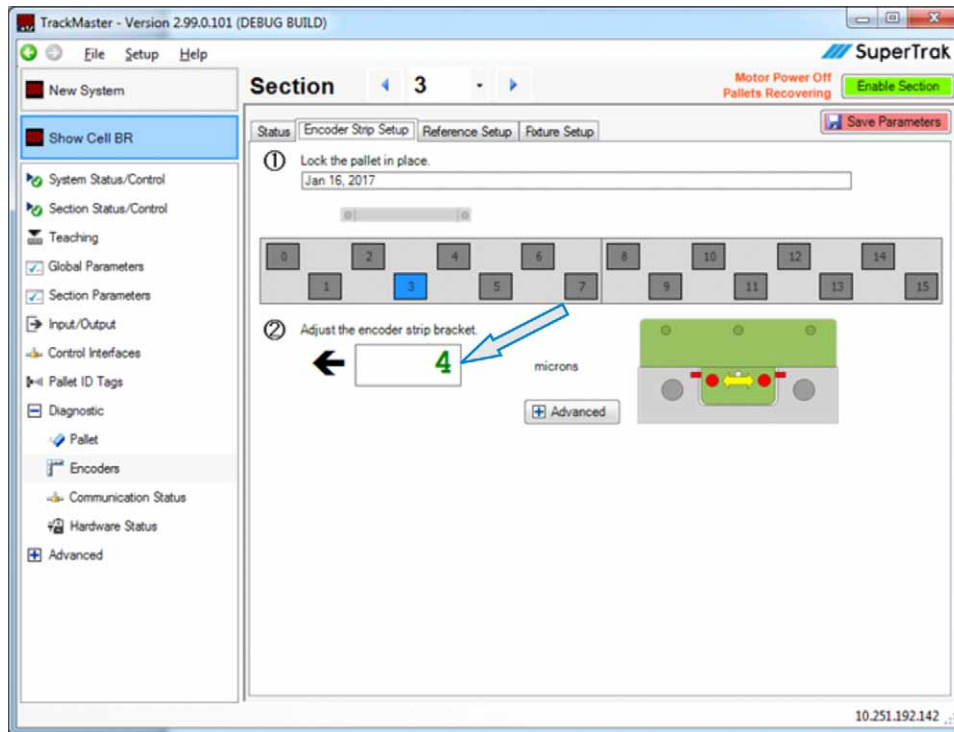 TrackMaster - Version 2.99.0.101 (DEBUG BUILD)
File Setup Help
SuperTrak
New System
Section 3
Motor Power Off
Pallets Recovering
Enable Section
Show Cell BR
Status Encoder Strip Setup Reference Setup Fixture Setup
Save Parameters
① Lock the pallet in place.
Jan 16, 2017
System Status/Control
Section Status/Control
Teaching
Global Parameters
Section Parameters
Input/Output
Control Interfaces
Pallet ID Tags
Diagnostic
Pallet
Encoders
Communication Status
Hardware Status
Advanced
0 2 4 6 8 10 12 14
1 3 5 7 9 11 13 15
② Adjust the encoder strip bracket.
4 microns
Advanced
10.251.192.142